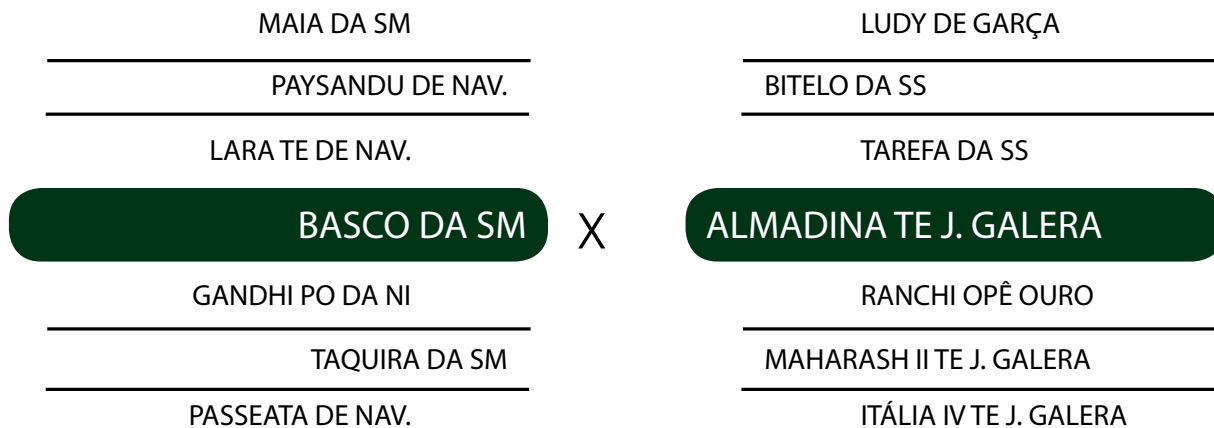 MAIA DA SM
PAYSANDU DE NAV.
LARA TE DE NAV.
BASCO DA SM
GANDHI PO DA NI
TAQUIRA DA SM
PASSEATA DE NAV.
X
LUDY DE GARÇA
BITELO DA SS
TAREFA DA SS
ALMADINA TE J. GALERA
RANCHI OPÊ OURO
MAHARASH II TE J. GALERA
ITÁLIA IV TE J. GALERA